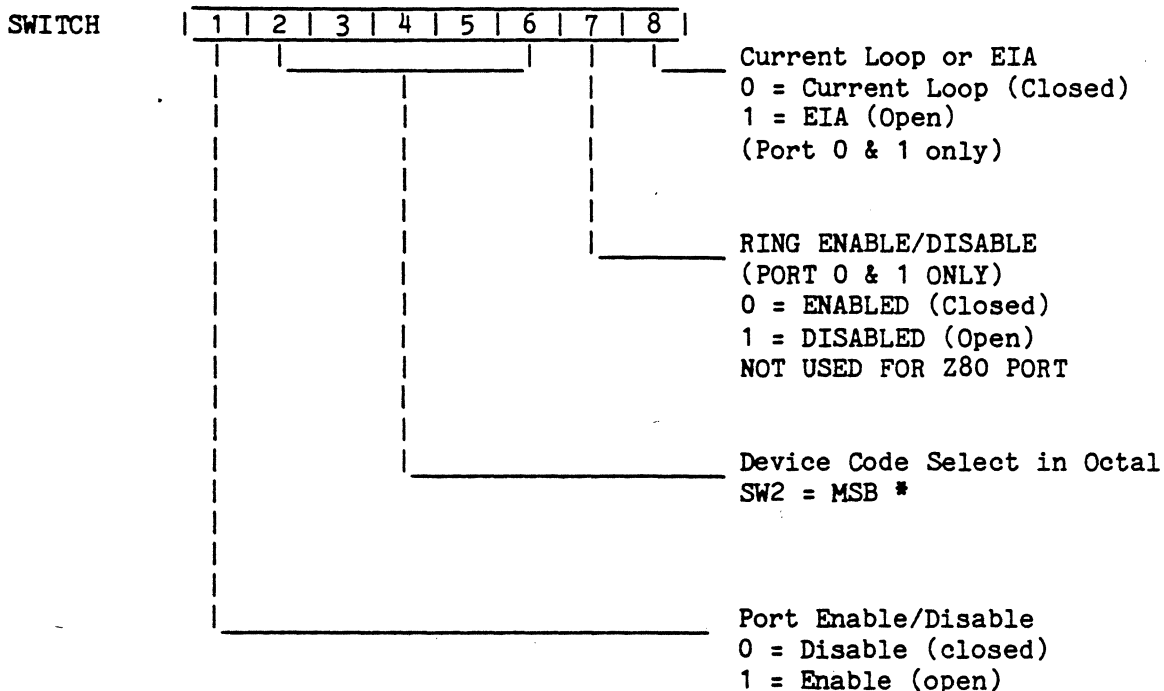 SWITCH | 1 | 2 | 3 | 4 | 5 | 6 | 7 | 8 |
Current Loop or EIA
0 = Current Loop (Closed)
1 = EIA (Open)
(Port 0 & 1 only)
RING ENABLE/DISABLE
(PORT 0 & 1 ONLY)
0 = ENABLED (Closed)
1 = DISABLED (Open)
NOT USED FOR Z80 PORT
Device Code Select in Octal
SW2 = MSB *
Port Enable/Disable
0 = Disable (closed)
1 = Enable (open)